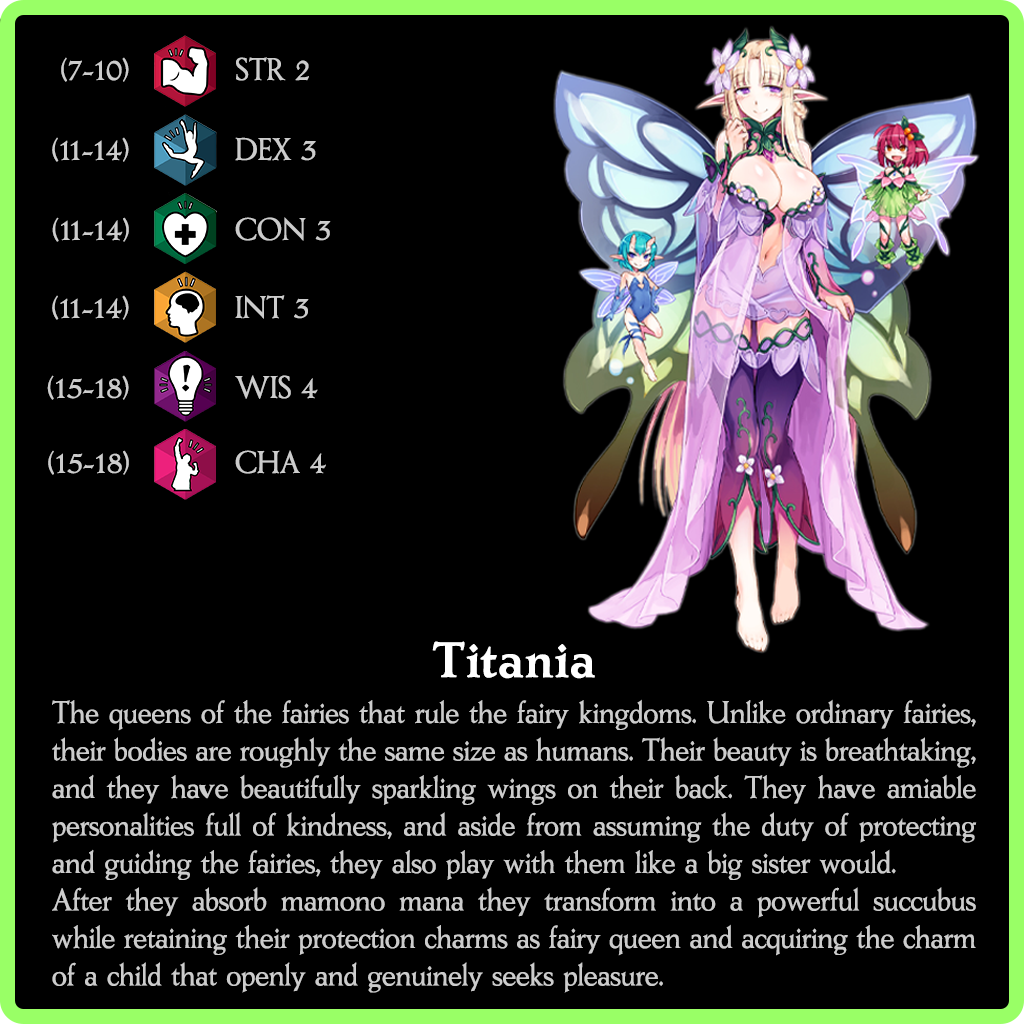 (7-10) STR 2
(11-14) DEX 3
(11-14) CON 3
(11-14) INT 3
(15-18) WIS 4
(15-18) CHA 4
Titania
The queens of the fairies that rule the fairy kingdoms. Unlike ordinary fairies,
their bodies are roughly the same size as humans. Their beauty is breathtaking,
and they have beautifully sparkling wings on their back. They have amiable
personalities full of kindness, and aside from assuming the duty of protecting
and guiding the fairies, they also play with them like a big sister would.
After they absorb mamono mana they transform into a powerful succubus
while retaining their protection charms as fairy queen and acquiring the charm
of a child that openly and genuinely seeks pleasure.